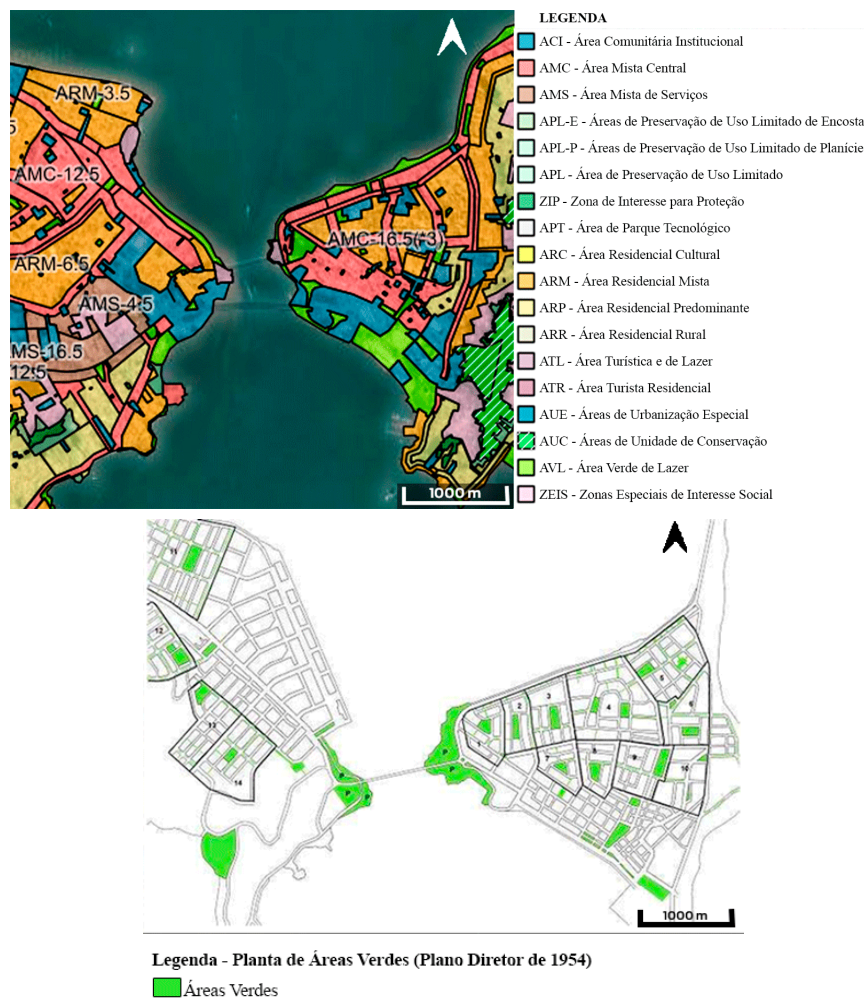 LEGENDA
ACI - Área Comunitária Institucional
AMC - Área Mista Central
AMS - Área Mista de Serviços
APL-E - Áreas de Preservação de Uso Limitado de Encosta
APL-P - Áreas de Preservação de Uso Limitado de Planície
APL - Área de Preservação de Uso Limitado
ZIP - Zona de Interesse para Proteção
APT - Área de Parque Tecnológico
ARC - Área Residencial Cultural
ARM - Área Residencial Mista
ARP - Área Residencial Predominante
ARR - Área Residencial Rural
ATL - Área Turística e de Lazer
ATR - Área Turista Residencial
AUE - Áreas de Urbanização Especial
AUC - Áreas de Unidade de Conservação
AVL - Área Verde de Lazer
ZEIS - Zonas Especiais de Interesse Social
ARM-3.5
5
AMC-12.5
AMC-16.5(*3)
ARM-6.5
AMS-4.5
MS-16.5
12.5
1000 m
11
12
13
14
P
P
P
P
P
1
2
3
4
5
6
7
8
9
10
1000 m
Legenda - Planta de Áreas Verdes (Plano Diretor de 1954)
Áreas Verdes